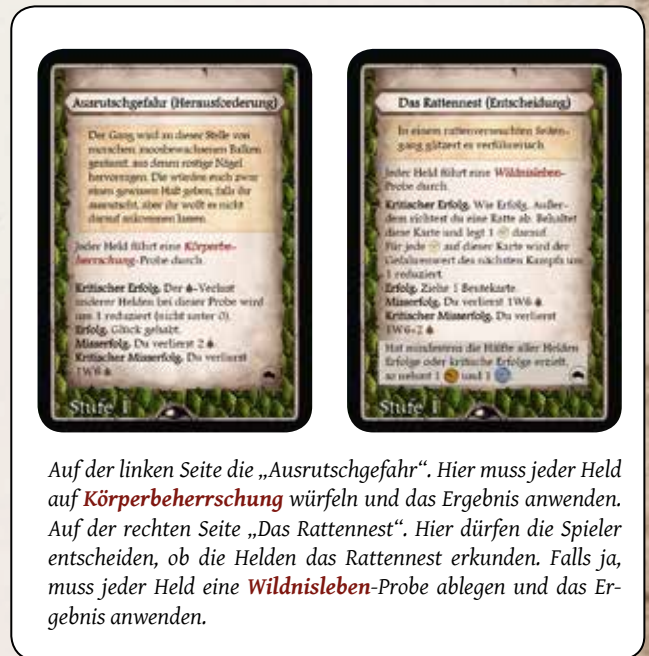 Ausrutschgefahr (Herausforderung)
Der Gang wird an dieser Stelle von
morschen, moosbewachsenen Balken
gestützt, aus denen rostige Nägel
hervorragen. Die würden euch zwar
einen gewissen Halt geben, falls ihr
ausrutscht, aber ihr wollt es nicht
darauf ankommen lassen.
Jeder Held führt eine Körperbe-
herrschung-Probe durch.
Kritischer Erfolg. Der -Verlust
anderer Helden bei dieser Probe wird
um 1 reduziert (nicht unter 0).
Erfolg. Glück gehabt.
Misserfolg. Du verlierst 2
Kritischer Misserfolg. Du verlierst
1W6
Stufe 1
Das Rattennest (Entscheidung)
In einem rattenverseuchten Seiten-
gang glitzert es verführerisch.
Jeder Held führt eine Wildnisleben-
Probe durch.
Kritischer Erfolg. Wie Erfolg. Außer-
dem richtest du eine Ratte ab. Behaltet
diese Karte und legt 1 darauf.
Für jede auf dieser Karte wird der
Gefahrenwert des nächsten Kampfs um
1 reduziert.
Erfolg. Ziehe 1 Beutekarte.
Misserfolg. Du verlierst 1W6
Kritischer Misserfolg. Du verlierst
1W6+2
Hat mindestens die Hälfte aller Helden
Erfolge oder kritische Erfolge erzielt,
so nehmt 1 und 1
Stufe 1
Auf der linken Seite die „Ausrutschgefahr“. Hier muss jeder Held
auf Körperbeherrschung würfeln und das Ergebnis anwenden.
Auf der rechten Seite „Das Rattennest“. Hier dürfen die Spieler
entscheiden, ob die Helden das Rattennest erkunden. Falls ja,
muss jeder Held eine Wildnisleben-Probe ablegen und das Er-
gebnis anwenden.